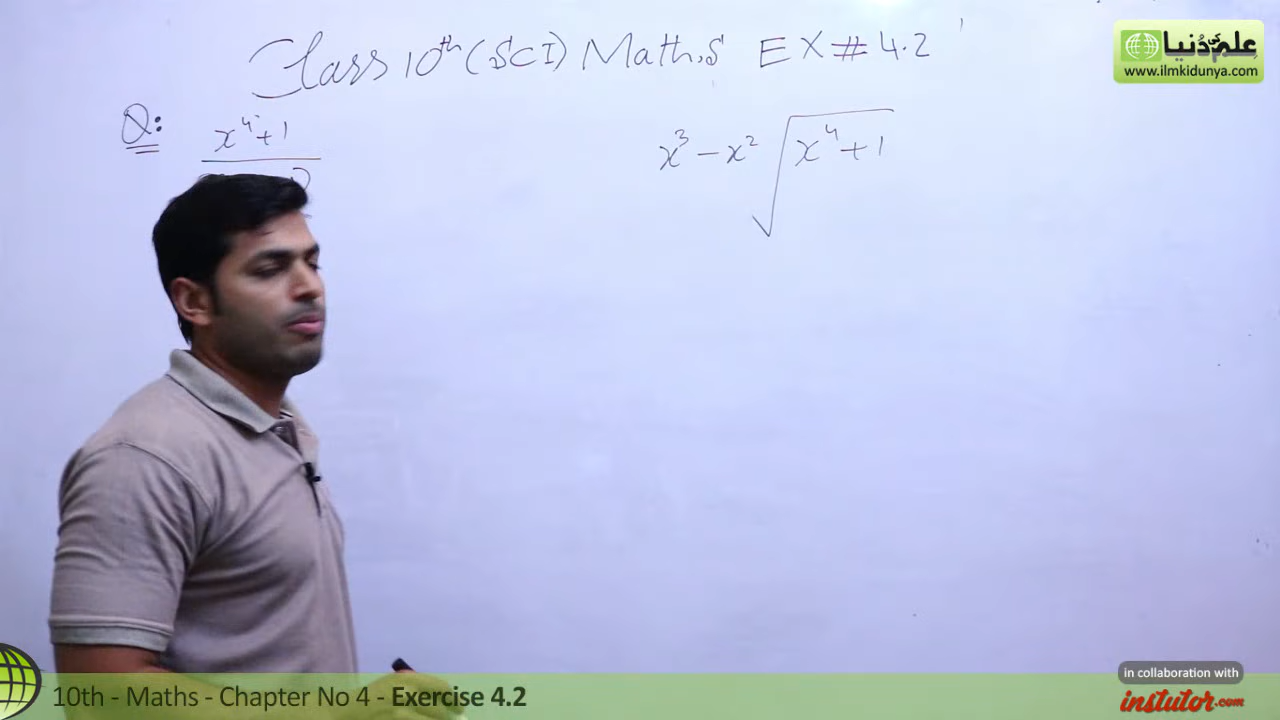 Class 10th (SCI) Maths EX # 4.2
علم کی دُنیا
www.ilmkidunya.com
Q: x⁴+1
x³ - x² √x⁴+1
in collaboration with
instutor.com
10th - Maths - Chapter No 4 - Exercise 4.2